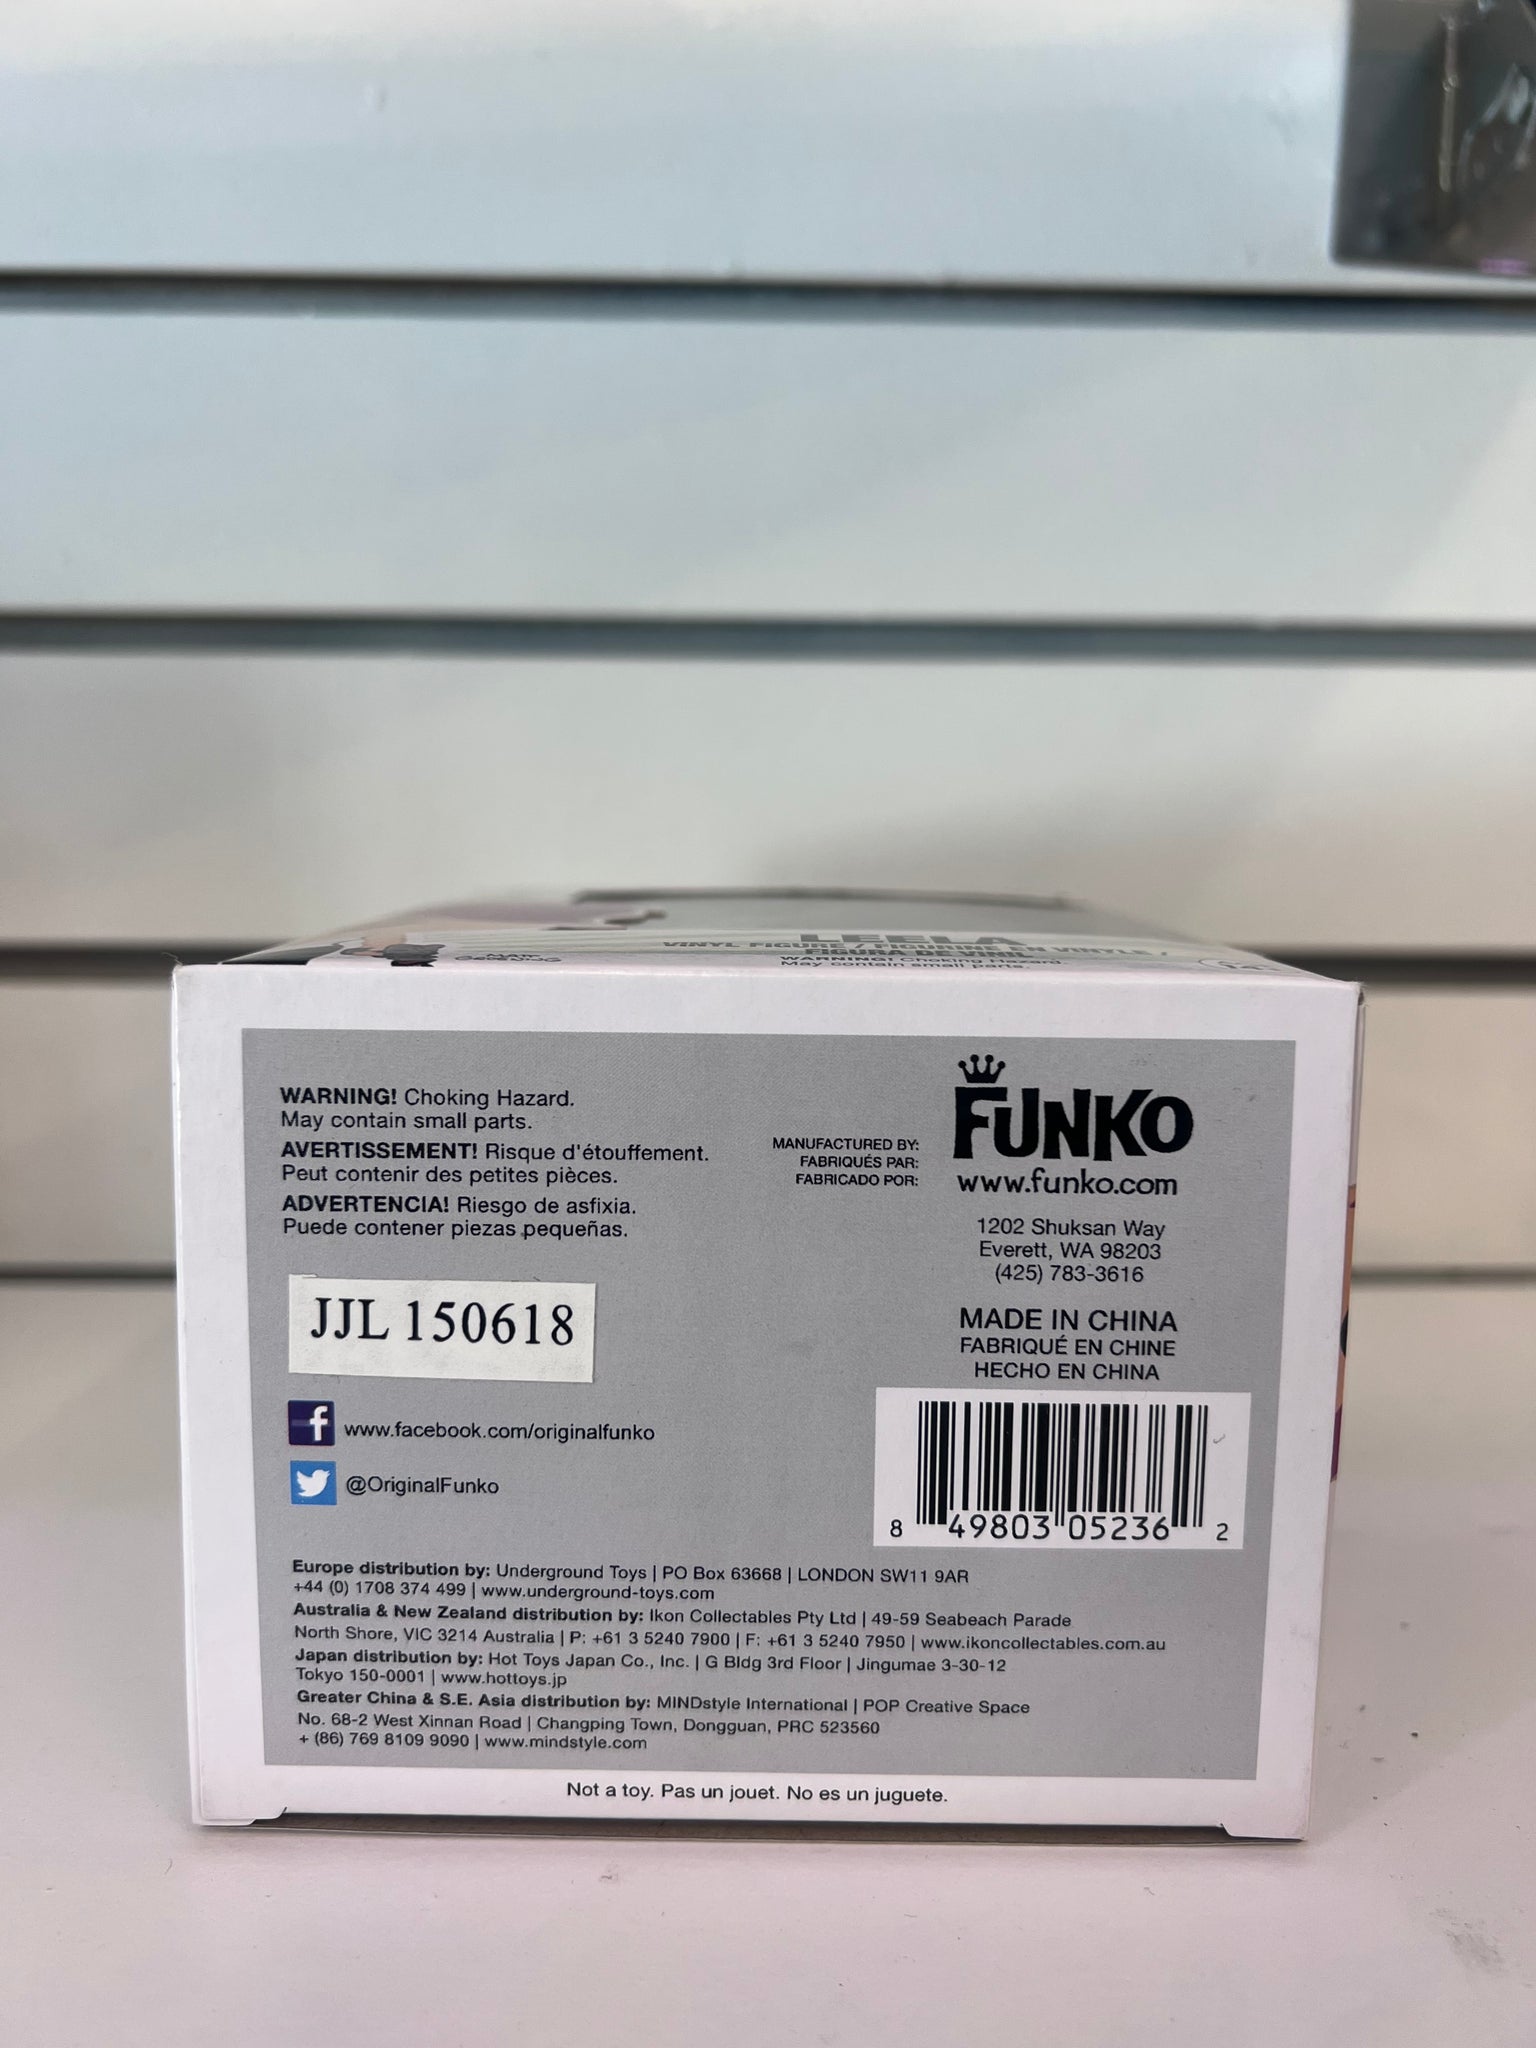 LEELA
VINYL FIGURE / FIGURINE EN VINYLE /
FIGURA DE VINIL
WARNING! Choking Hazard.
May contain small parts.
MATT
GROENING
WARNING! Choking Hazard.
May contain small parts.
AVERTISSEMENT! Risque d'étouffement.
Peut contenir des petites pièces.
ADVERTENCIA! Riesgo de asfixia.
Puede contener piezas pequeñas.
MANUFACTURED BY:
FABRIQUÉS PAR:
FABRICADO POR:
FUNKO
www.funko.com
1202 Shuksan Way
Everett, WA 98203
(425) 783-3616
MADE IN CHINA
FABRIQUÉ EN CHINE
HECHO EN CHINA
JJL 150618
f www.facebook.com/originalfunko
@OriginalFunko
8 49803 05236 2
Europe distribution by: Underground Toys | PO Box 63668 | LONDON SW11 9AR
+44 (0) 1708 374 499 | www.underground-toys.com
Australia & New Zealand distribution by: Ikon Collectables Pty Ltd | 49-59 Seabeach Parade
North Shore, VIC 3214 Australia | P: +61 3 5240 7900 | F: +61 3 5240 7950 | www.ikoncollectables.com.au
Japan distribution by: Hot Toys Japan Co., Inc. | G Bldg 3rd Floor | Jingumae 3-30-12
Tokyo 150-0001 | www.hottoys.jp
Greater China & S.E. Asia distribution by: MINDstyle International | POP Creative Space
No. 68-2 West Xinnan Road | Changping Town, Dongguan, PRC 523560
+ (86) 769 8109 9090 | www.mindstyle.com
Not a toy. Pas un jouet. No es un juguete.